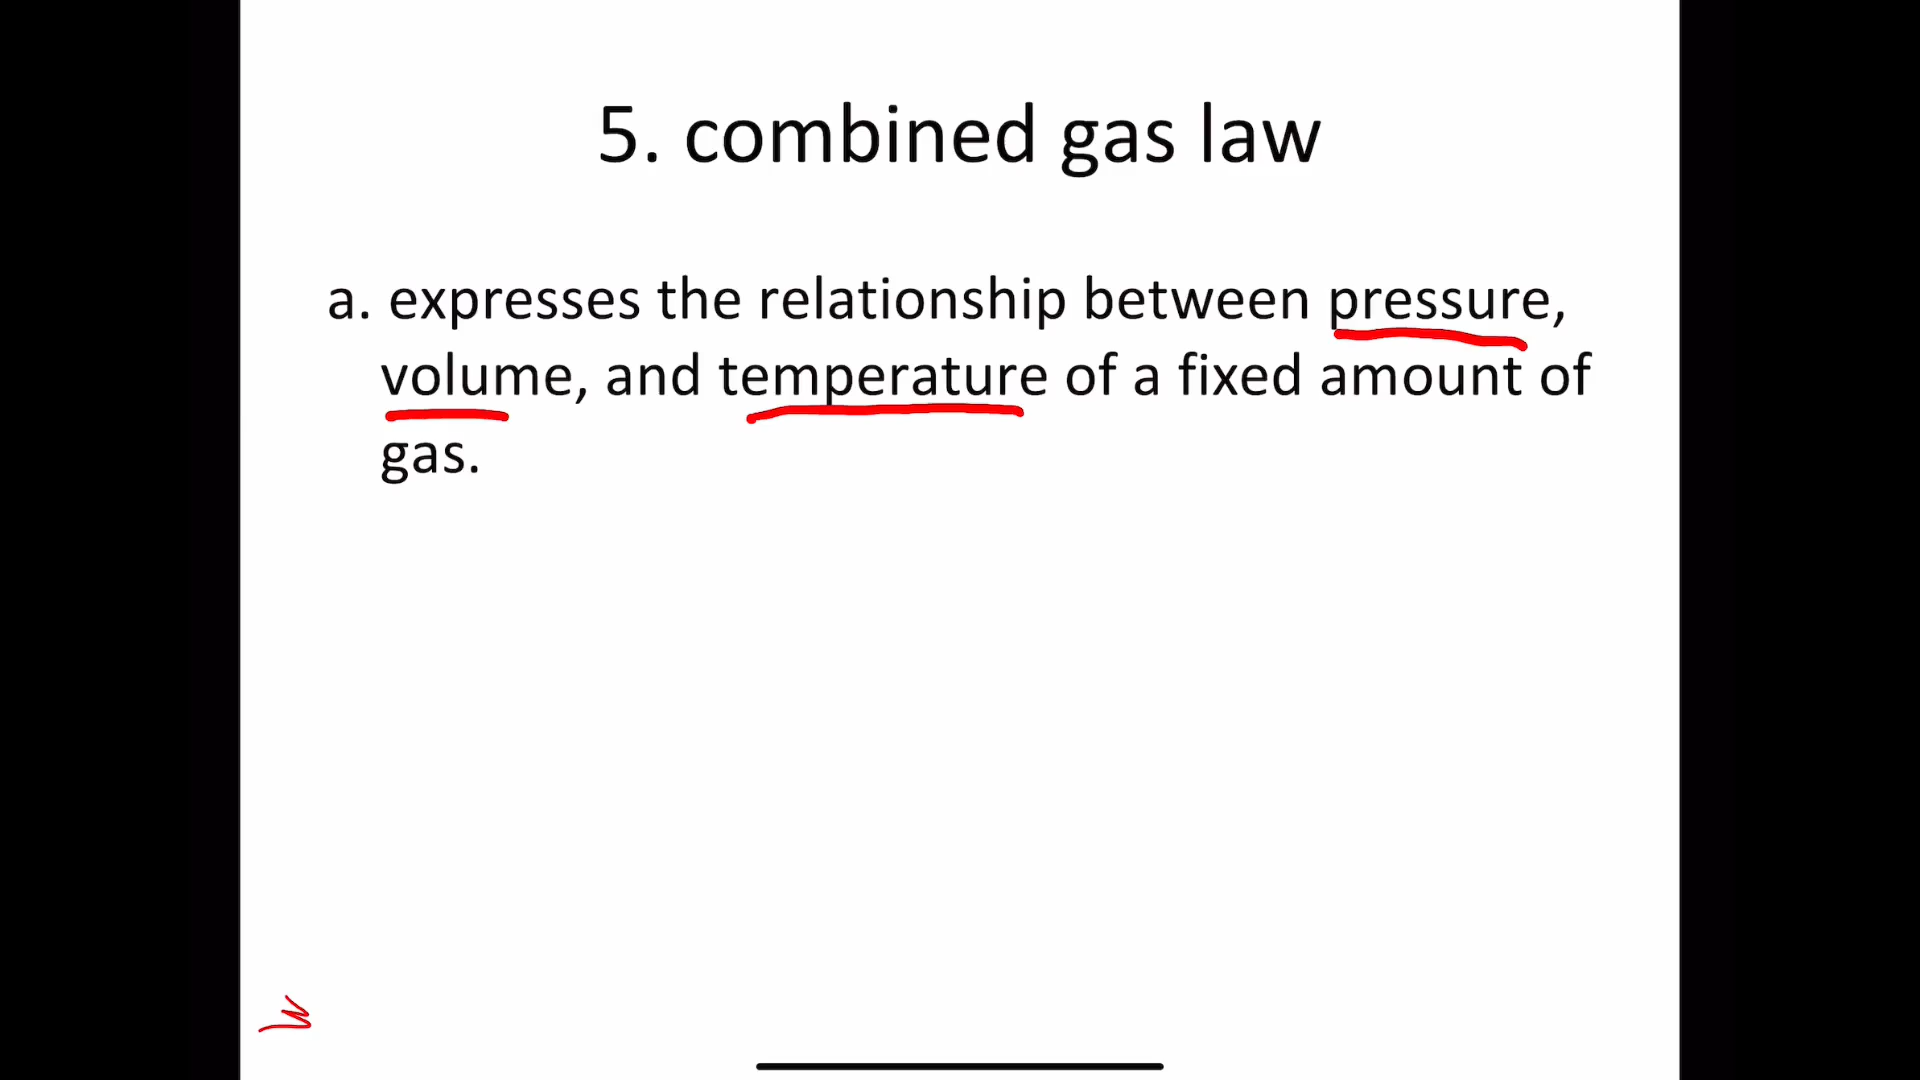 5. combined gas law
a. expresses the relationship between pressure,
volume, and temperature of a fixed amount of
gas.